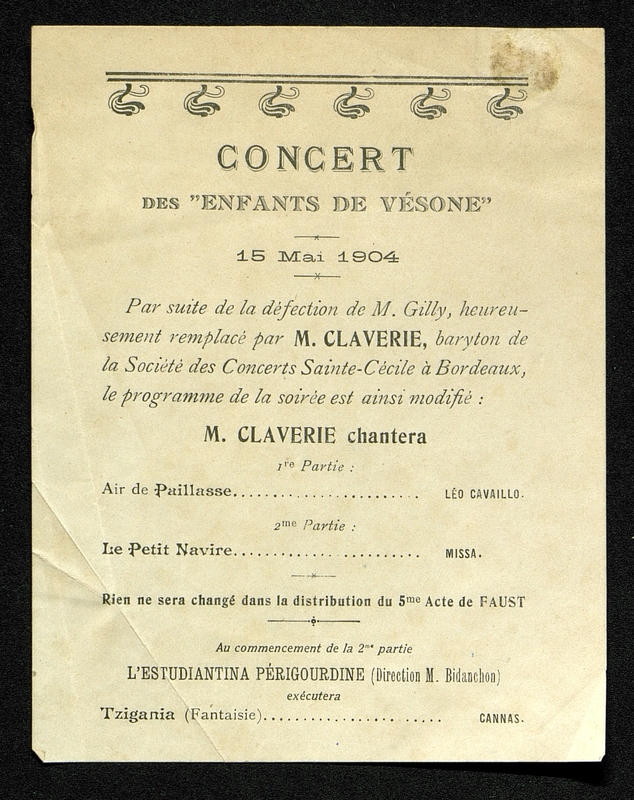 CONCERT
DES "ENFANTS DE VÉSONE"
15 Mai 1904
Par suite de la défection de M. Gilly, heureu-
sement remplacé par M. CLAVERIE, baryton de
la Société des Concerts Sainte-Cécile à Bordeaux,
le programme de la soirée est ainsi modifié :
M. CLAVERIE chantera
1re Partie :
Air de Paillasse........................ LÉO CAVAILLO.
2me Partie :
Le Petit Navire........................ MISSA.
Rien ne sera changé dans la distribution du 5me Acte de FAUST
Au commencement de la 2me partie
L'ESTUDIANTINA PÉRIGOURDINE (Direction M. Bidanchon)
exécutera
Tzigania (Fantaisie)....................... CANNAS.